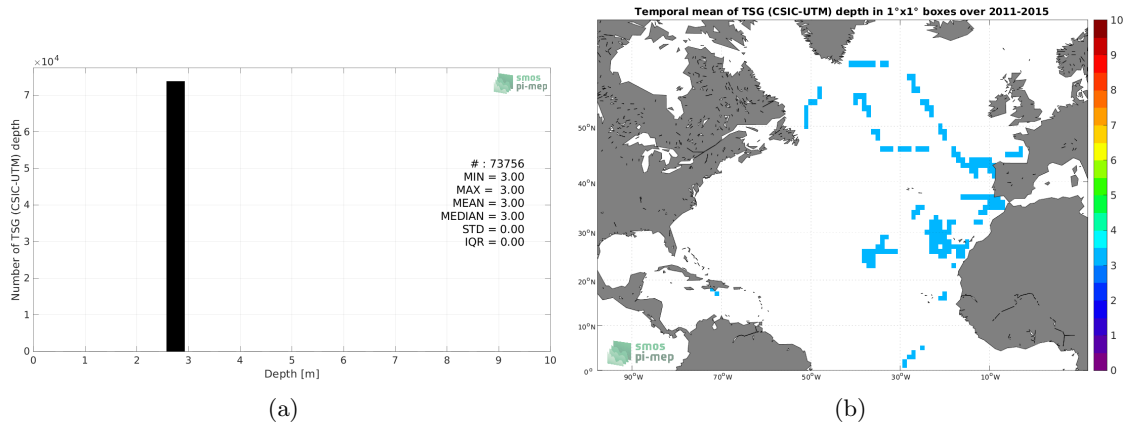 ×10⁴
Number of TSG (CSIC-UTM) depth
7
6
5
4
3
2
1
0
smos
pi-mep
# : 73756
MIN = 3.00
MAX = 3.00
MEAN = 3.00
MEDIAN = 3.00
STD = 0.00
IQR = 0.00
0 1 2 3 4 5 6 7 8 9 10
Depth [m]
(a)
Temporal mean of TSG (CSIC-UTM) depth in 1°x1° boxes over 2011-2015
50°N
40°N
30°N
20°N
10°N
0°
smos
pi-mep
90°W 70°W 50°W 30°W 10°W
10
9
8
7
6
5
4
3
2
1
0
(b)